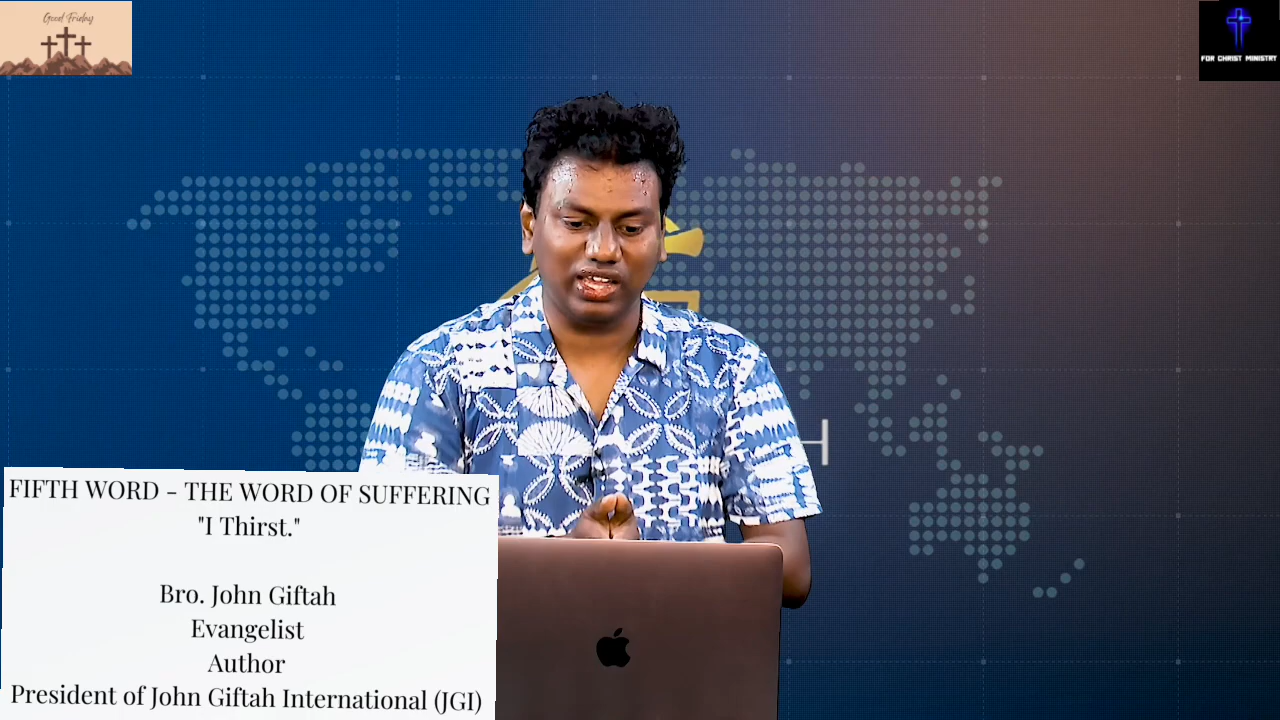 Good Friday
FOR CHRIST MINISTRY
H
FIFTH WORD - THE WORD OF SUFFERING
"I Thirst."
Bro. John Giftah
Evangelist
Author
President of John Giftah International (JGI)